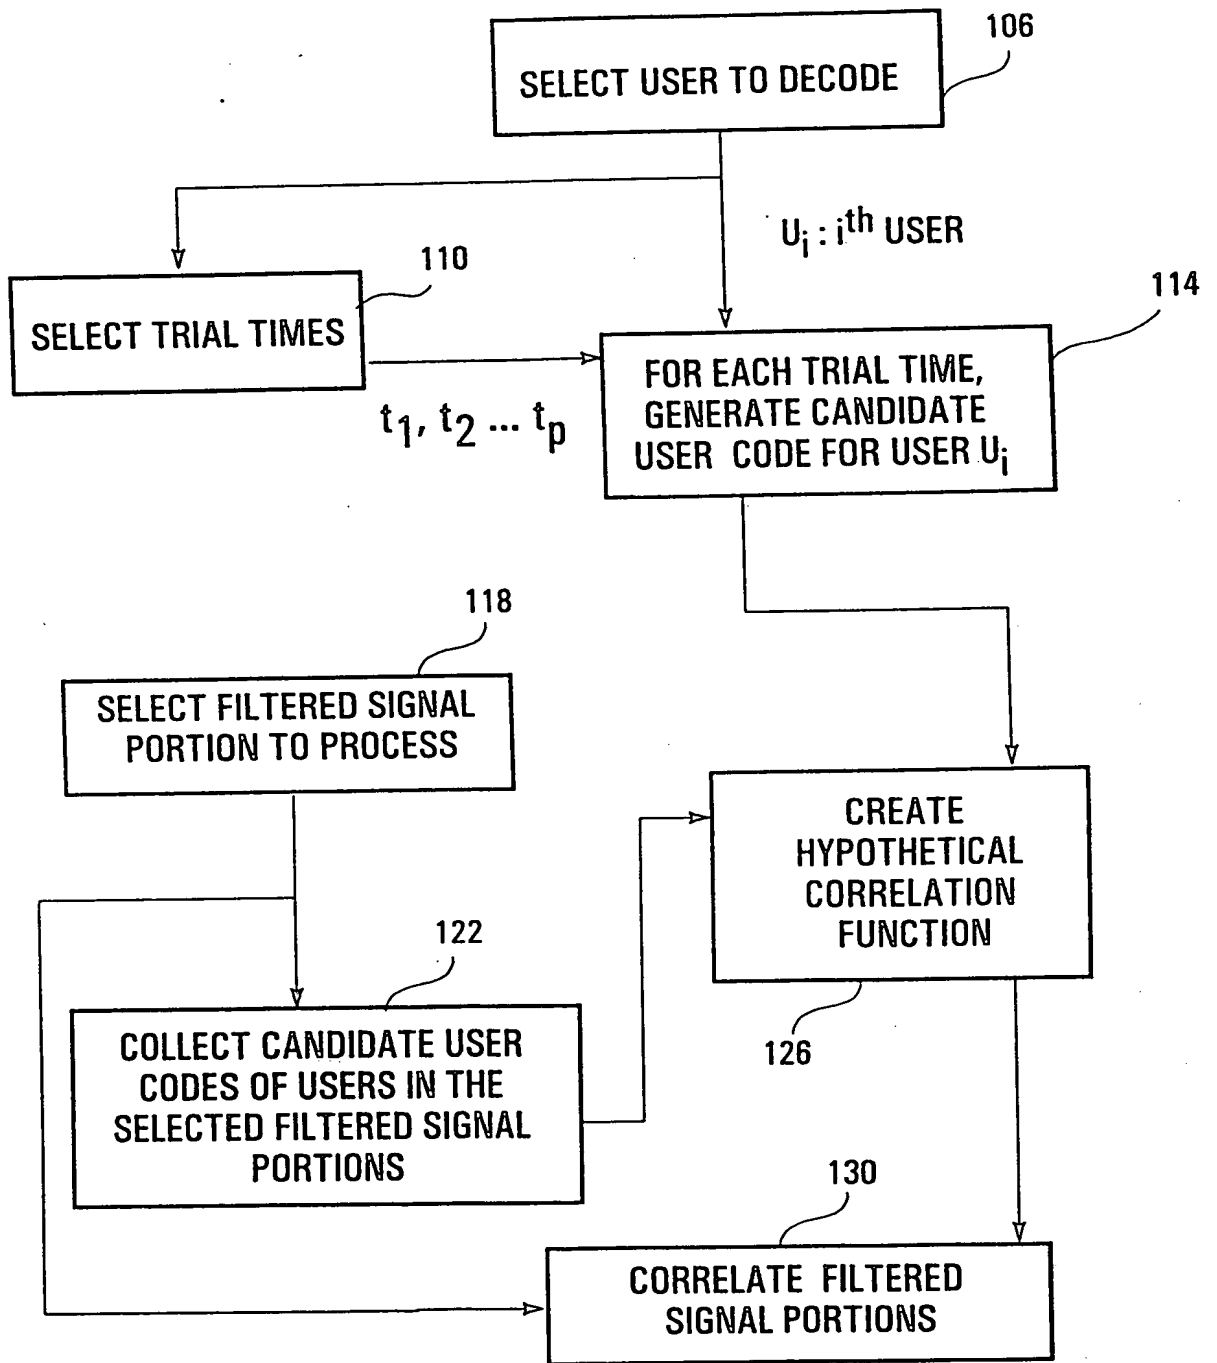 106
SELECT USER TO DECODE
Ui : ith USER
110
SELECT TRIAL TIMES
t1, t2 ... tp
114
FOR EACH TRIAL TIME,
GENERATE CANDIDATE
USER CODE FOR USER Ui
118
SELECT FILTERED SIGNAL
PORTION TO PROCESS
CREATE
HYPOTHETICAL
CORRELATION
FUNCTION
126
122
COLLECT CANDIDATE USER
CODES OF USERS IN THE
SELECTED FILTERED SIGNAL
PORTIONS
130
CORRELATE FILTERED
SIGNAL PORTIONS